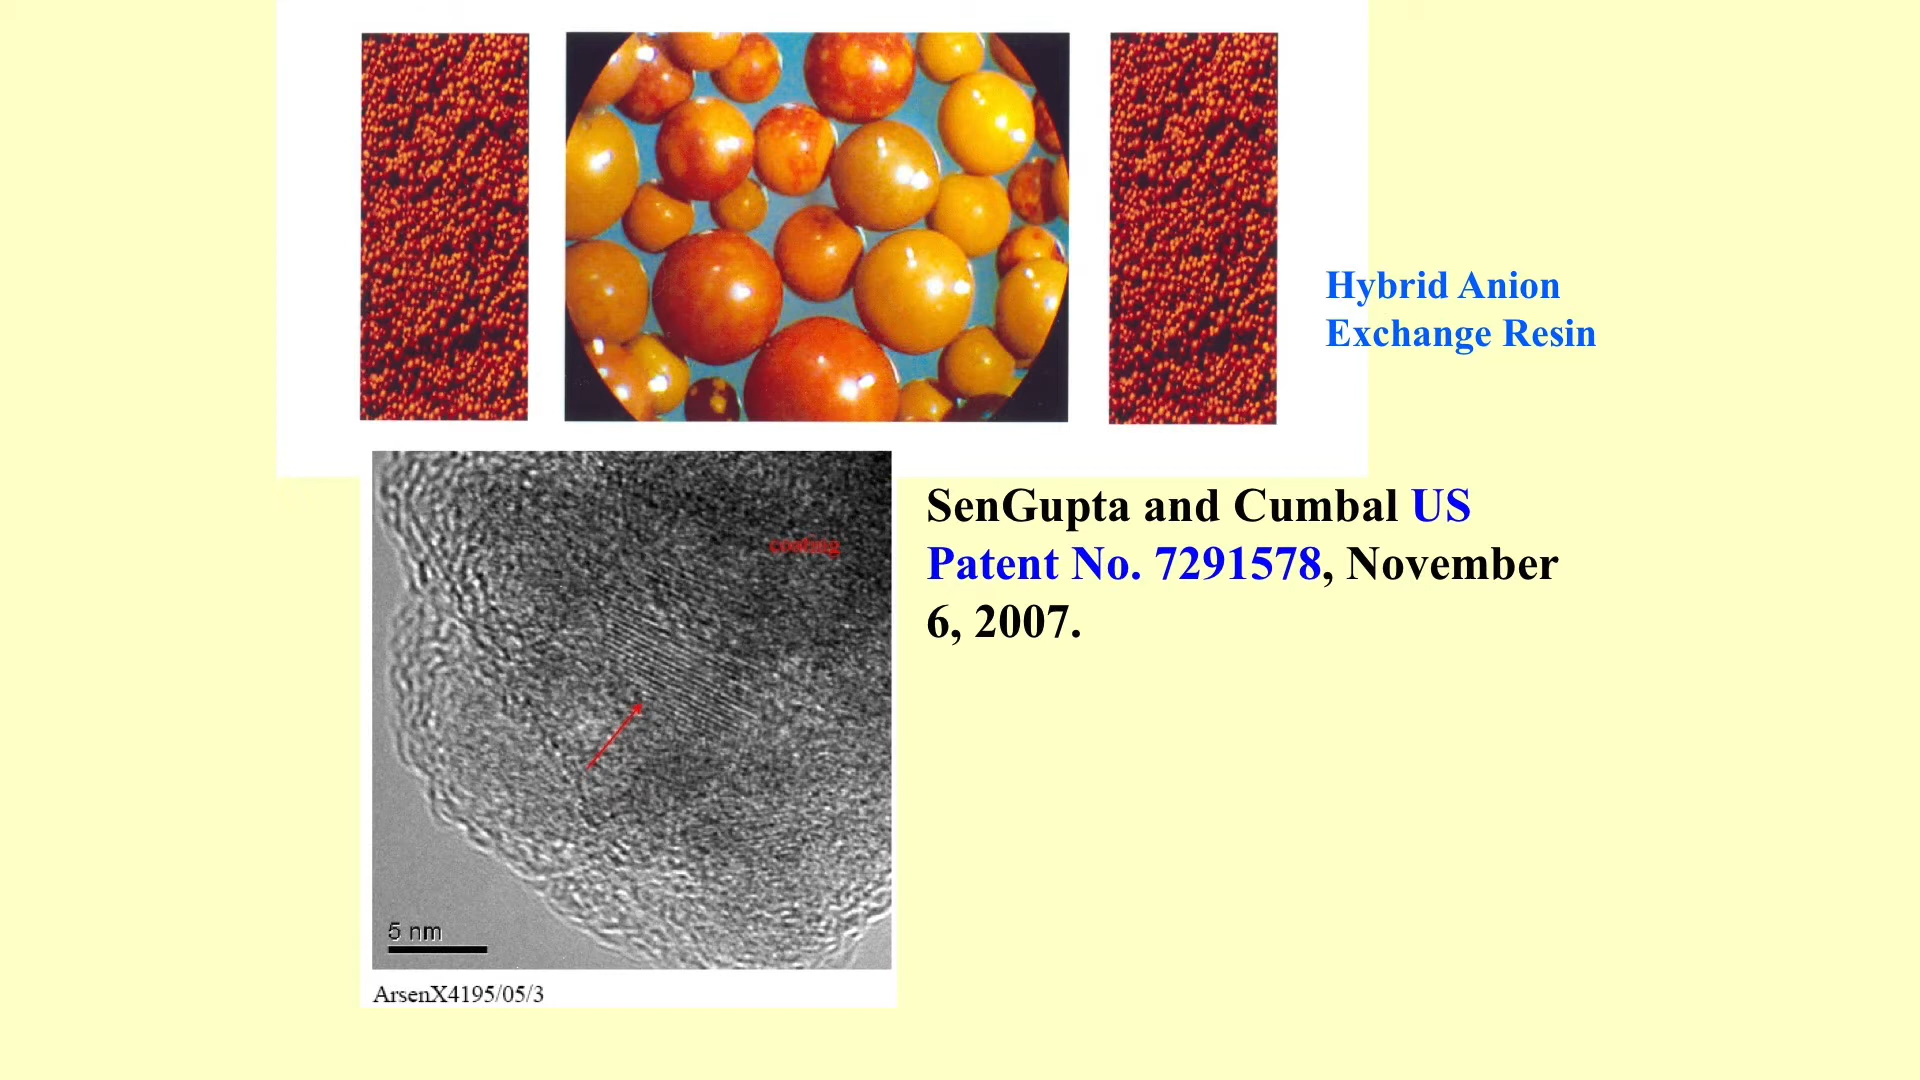 Hybrid Anion
Exchange Resin
SenGupta and Cumbal US
Patent No. 7291578, November
6, 2007.
coating
5 nm
ArsenX4195/05/3